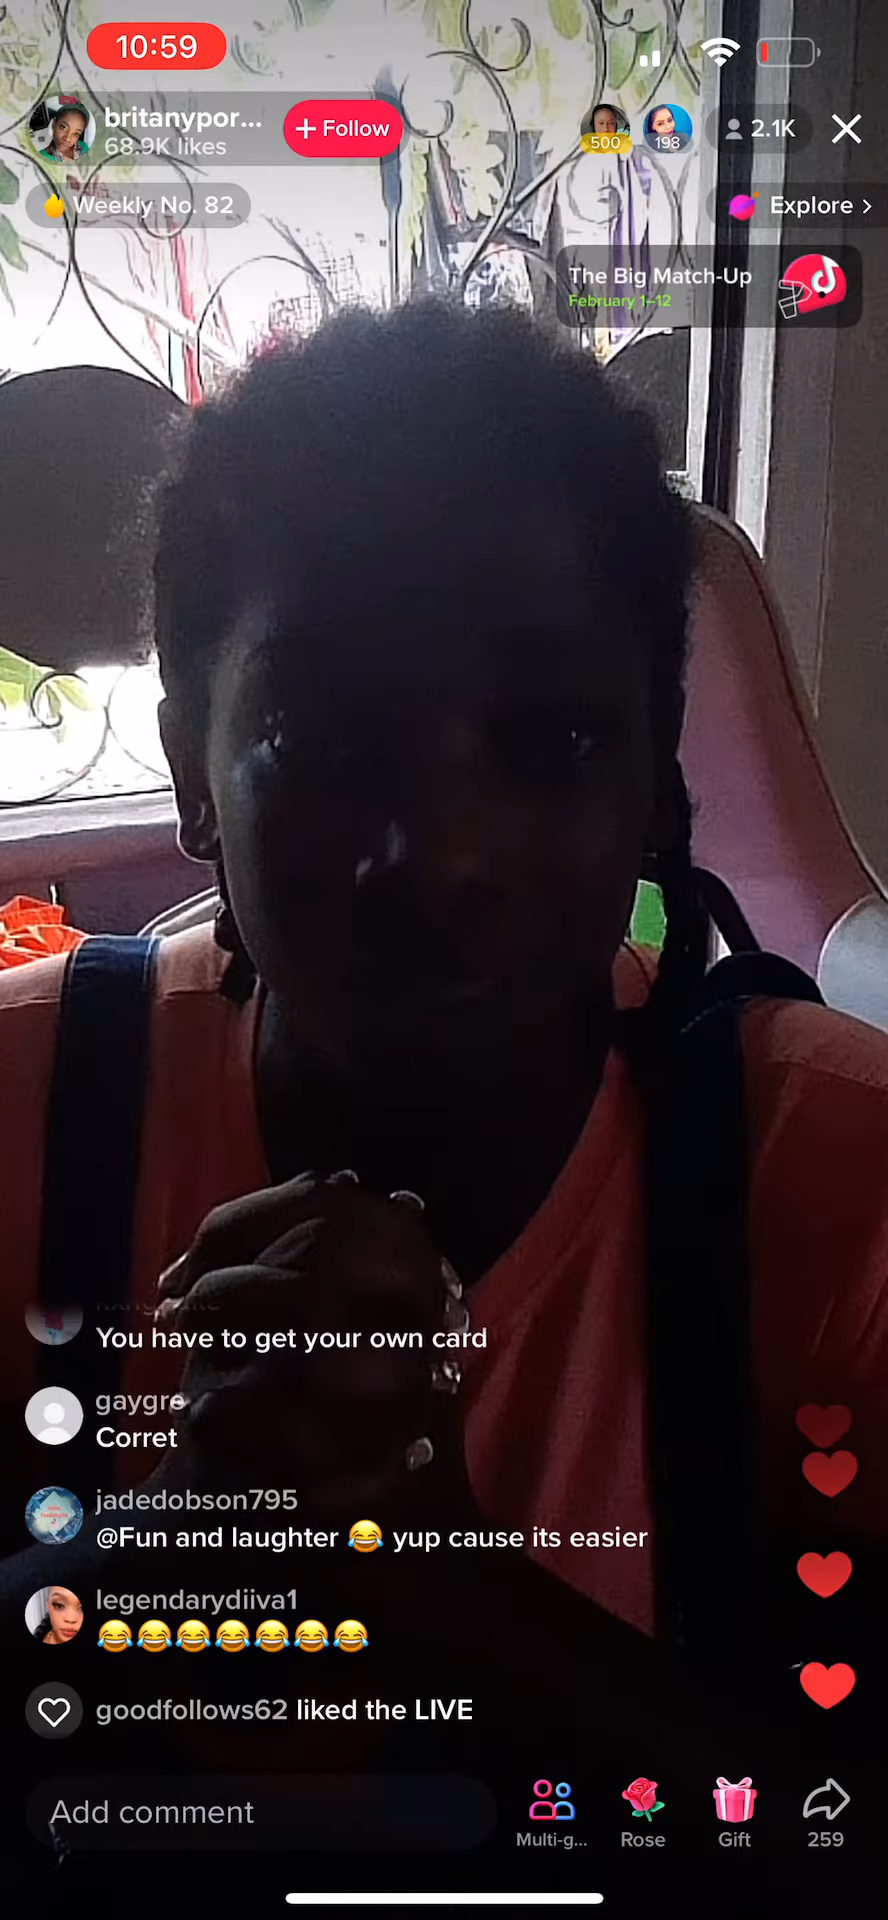 10:59
britanypor...
68.9K likes
+ Follow
500
198
2.1K
Weekly No. 82
Explore >
The Big Match-Up
February 1-12
You have to get your own card
gaygre
Corret
jadedobson795
@Fun and laughter 😂 yup cause its easier
legendarydiiva1
😂😂😂😂😂😂😂
goodfollows62 liked the LIVE
Add comment
Multi-g...
Rose
Gift
259